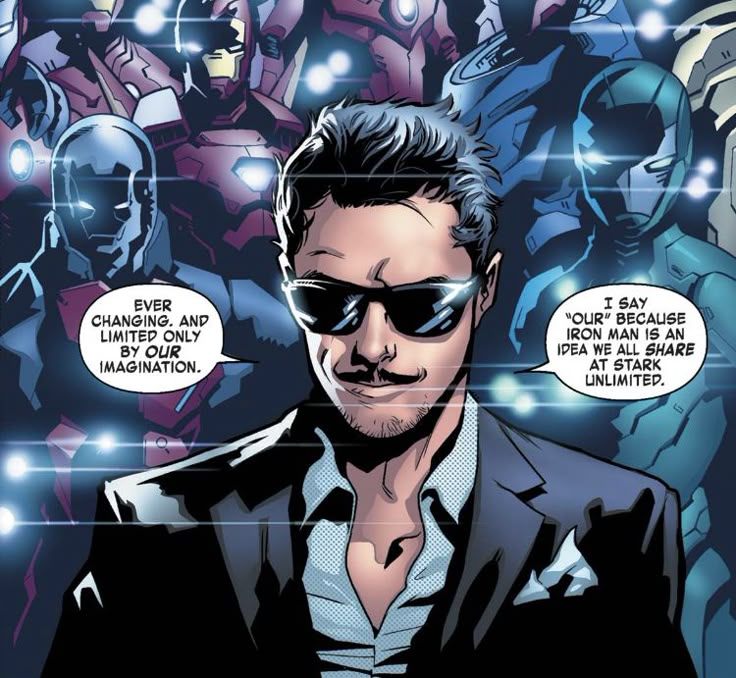 EVER
CHANGING. AND
LIMITED ONLY
BY OUR
IMAGINATION.
I SAY
"OUR" BECAUSE
IRON MAN IS AN
IDEA WE ALL SHARE
AT STARK
UNLIMITED.